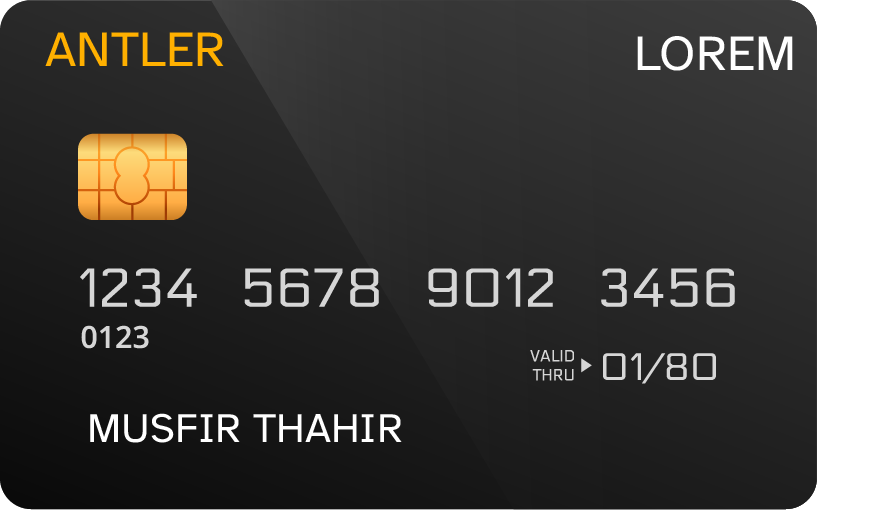 ANTLER
LOREM
1234 5678 9012 3456
0123
VALID
THRU
01/80
MUSFIR THAHIR